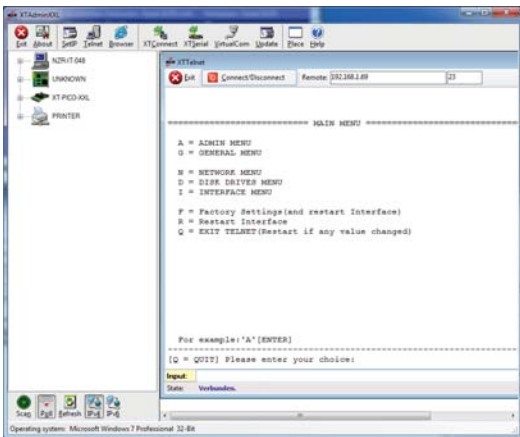 XTAdminXXL
Exit About SetIP Telnet Browser XTConnect XTSerial VirtualCom Update Place Help
NZR-IT-048
UNKNOWN
XT-PICO-XXL
PRINTER
XTTelnet
Exit Connect/Disconnect Remote: 192.168.1.69 23
============================ MAIN MENU ============================
A = ADMIN MENU
G = GENERAL MENU
N = NETWORK MENU
D = DISK DRIVES MENU
I = INTERFACE MENU
F = Factory Settings(and restart Interface)
R = Restart Interface
Q = EXIT TELNET(Restart if any value changed)
For example:'A'[ENTER]
[Q = QUIT] Please enter your choice:
Input:
State: Verbunden.
Scan Poll Refresh IPv4 IPv6
Operating system: Microsoft Windows 7 Professional 32-Bit